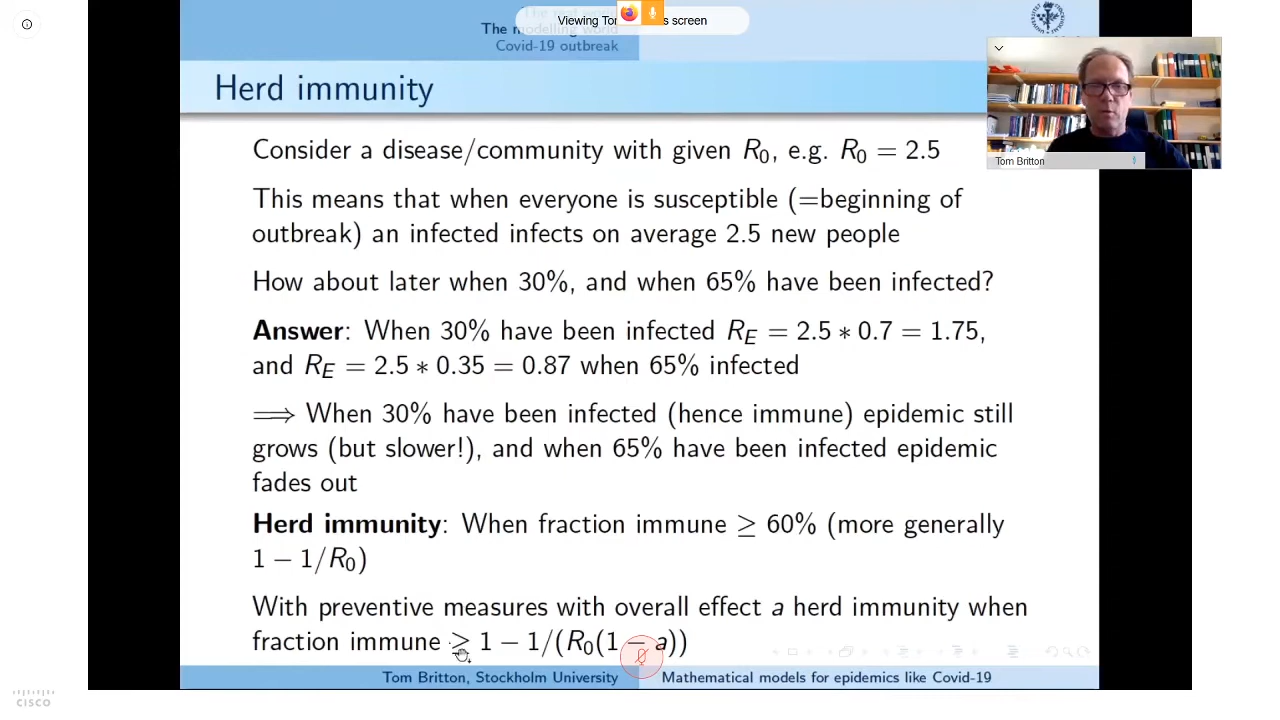 Viewing Tom s screen
The modelling world
Covid-19 outbreak
Herd immunity
Tom Britton
Consider a disease/community with given R₀, e.g. R₀ = 2.5
This means that when everyone is susceptible (=beginning of
outbreak) an infected infects on average 2.5 new people
How about later when 30%, and when 65% have been infected?
Answer: When 30% have been infected R_E = 2.5 * 0.7 = 1.75,
and R_E = 2.5 * 0.35 = 0.87 when 65% infected
⟹ When 30% have been infected (hence immune) epidemic still
grows (but slower!), and when 65% have been infected epidemic
fades out
Herd immunity: When fraction immune ≥ 60% (more generally
1 − 1/R₀)
With preventive measures with overall effect a herd immunity when
fraction immune ≥ 1 − 1/(R₀(1 − a))
Tom Britton, Stockholm University
Mathematical models for epidemics like Covid-19
CISCO